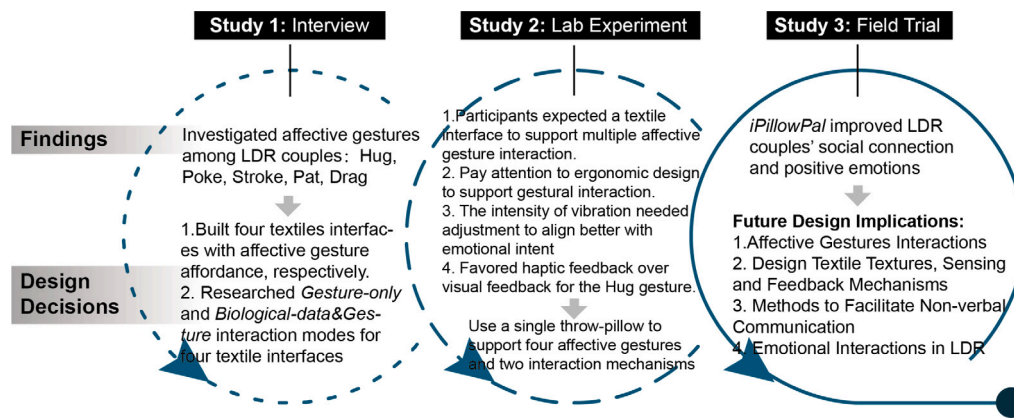 Study 1: Interview
Study 2: Lab Experiment
Study 3: Field Trial
Findings
Design
Decisions
Investigated affective gestures
among LDR couples: Hug,
Poke, Stroke, Pat, Drag
1.Built four textiles interfac-
es with affective gesture
affordance, respectively.
2. Researched Gesture-only
and Biological-data&Ges-
ture interaction modes for
four textile interfaces
1.Participants expected a textile
interface to support multiple affective
gesture interaction.
2. Pay attention to ergonomic design
to support gestural interaction.
3. The intensity of vibration needed
adjustment to align better with
emotional intent
4. Favored haptic feedback over
visual feedback for the Hug gesture.
Use a single throw-pillow to
support four affective gestures
and two interaction mechanisms
iPillowPal improved LDR
couples' social connection
and positive emotions
Future Design Implications:
1.Affective Gestures Interactions
2. Design Textile Textures, Sensing
and Feedback Mechanisms
3. Methods to Facilitate Non-verbal
Communication
4. Emotional Interactions in LDR